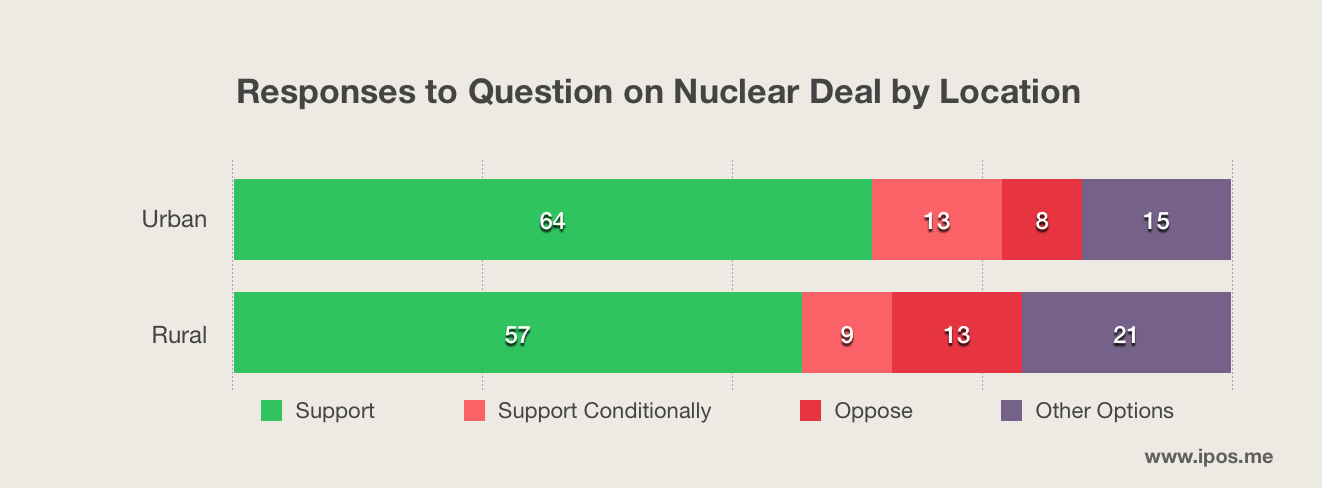 Responses to Question on Nuclear Deal by Location
Urban 64 13 8 15
Rural 57 9 13 21
Support Support Conditionally Oppose Other Options
www.ipos.me